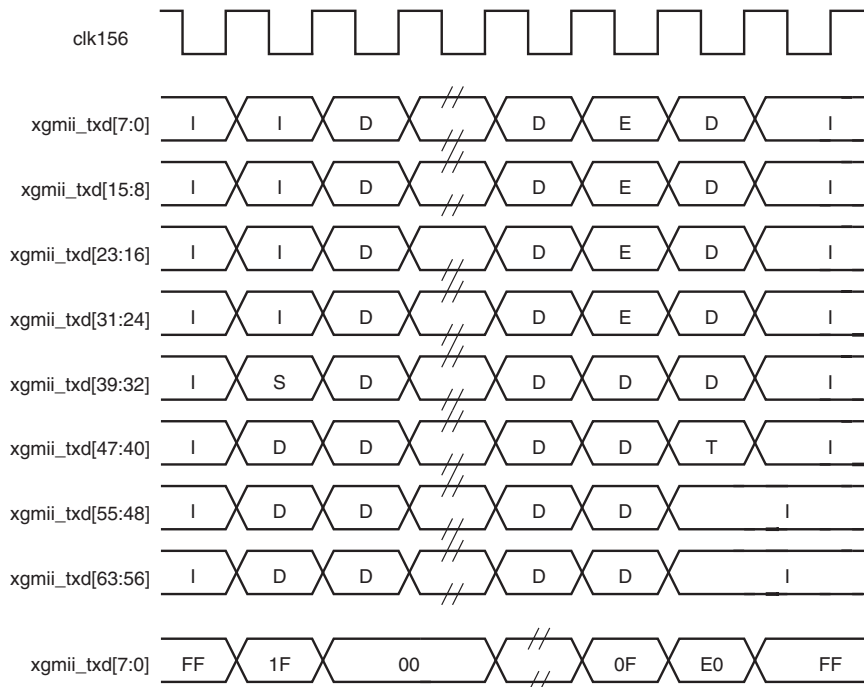 clk156
xgmii_txd[7:0] I I D D E D I
xgmii_txd[15:8] I I D D E D I
xgmii_txd[23:16] I I D D E D I
xgmii_txd[31:24] I I D D E D I
xgmii_txd[39:32] I S D D D D I
xgmii_txd[47:40] I D D D D T I
xgmii_txd[55:48] I D D D D I
xgmii_txd[63:56] I D D D D I
xgmii_txd[7:0] FF 1F 00 0F E0 FF